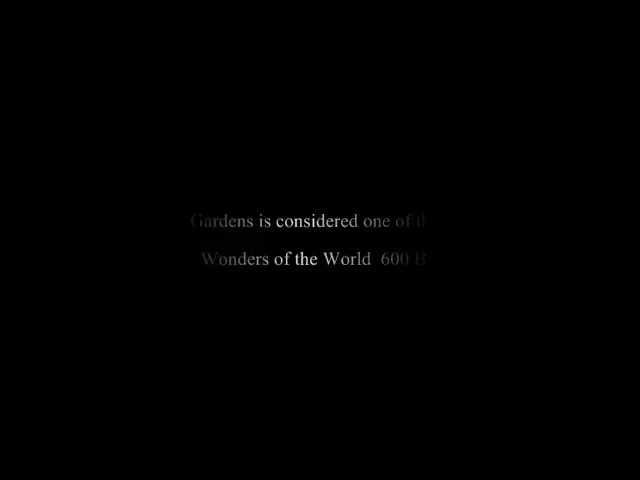 Gardens is considered one of
Wonders of the World 600